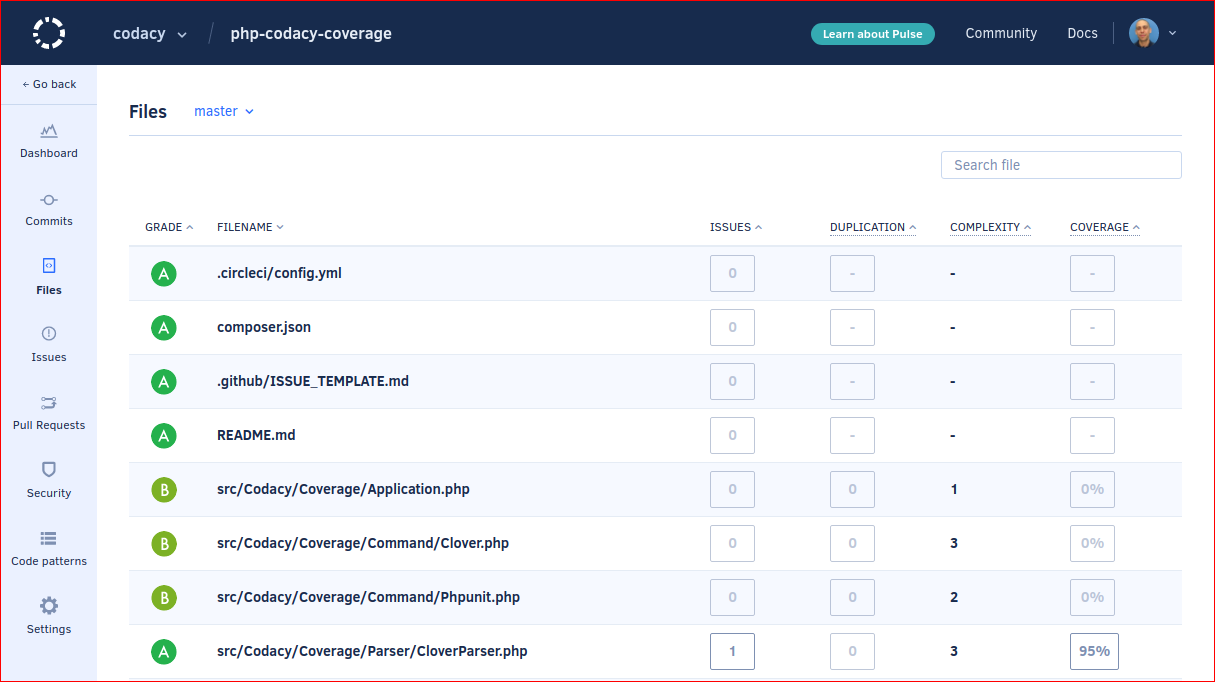 codacy / php-codacy-coverage Learn about Pulse Community Docs
← Go back
Files master
Dashboard
Search file
Commits
GRADE FILENAME ISSUES DUPLICATION COMPLEXITY COVERAGE
A .circleci/config.yml 0 - - -
Files
A composer.json 0 - - -
Issues
A .github/ISSUE_TEMPLATE.md 0 - - -
Pull Requests
A README.md 0 - - -
Security
B src/Codacy/Coverage/Application.php 0 0 1 0%
B src/Codacy/Coverage/Command/Clover.php 0 0 3 0%
Code patterns
B src/Codacy/Coverage/Command/Phpunit.php 0 0 2 0%
Settings
A src/Codacy/Coverage/Parser/CloverParser.php 1 0 3 95%